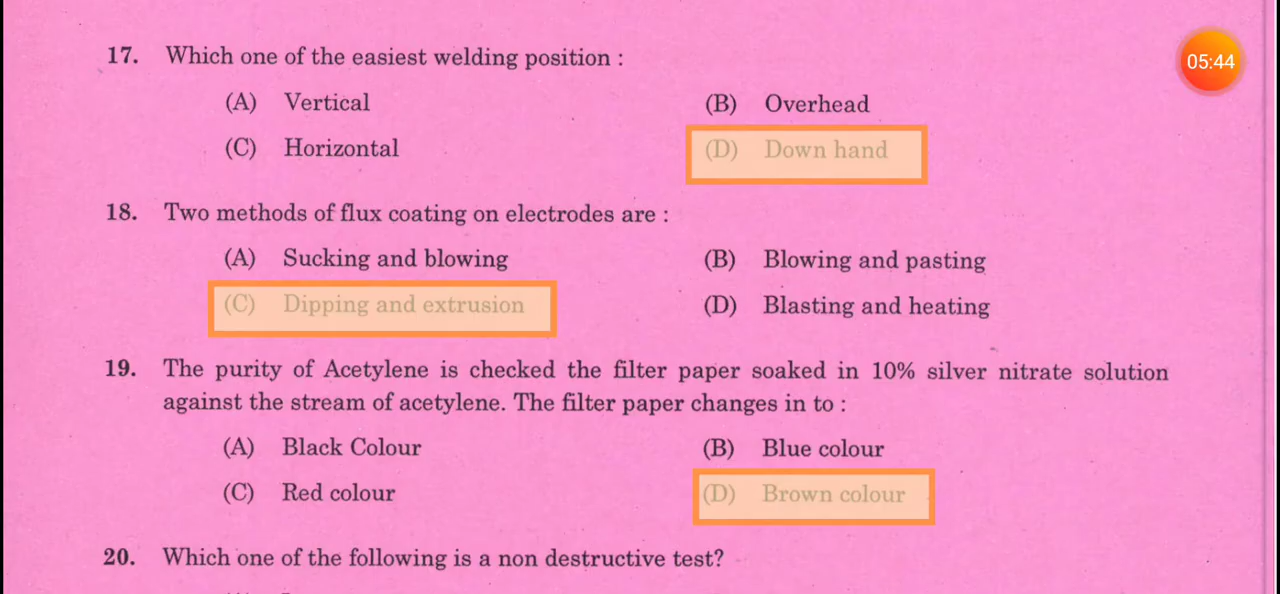 17. Which one of the easiest welding position :
05:44
(A) Vertical (B) Overhead
(C) Horizontal (D) Down hand
18. Two methods of flux coating on electrodes are :
(A) Sucking and blowing (B) Blowing and pasting
(C) Dipping and extrusion (D) Blasting and heating
19. The purity of Acetylene is checked the filter paper soaked in 10% silver nitrate solution
against the stream of acetylene. The filter paper changes in to :
(A) Black Colour (B) Blue colour
(C) Red colour (D) Brown colour
20. Which one of the following is a non destructive test?